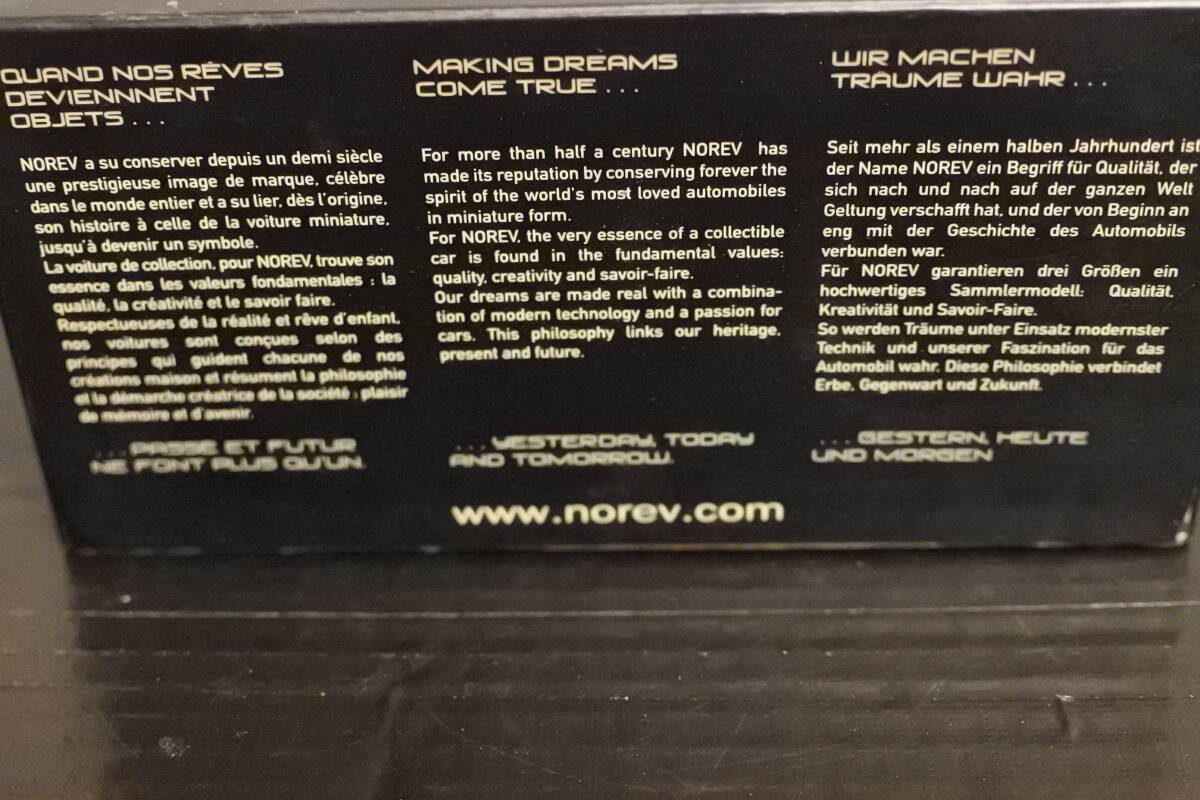 QUAND NOS RÊVES
DEVIENNNENT
OBJETS . . .
NOREV a su conserver depuis un demi siècle
une prestigieuse image de marque, célèbre
dans le monde entier et a su lier, dès l'origine,
son histoire à celle de la voiture miniature,
jusqu'à devenir un symbole.
La voiture de collection, pour NOREV, trouve son
essence dans les valeurs fondamentales : la
qualité, la créativité et le savoir faire.
Respectueuses de la réalité et rêve d'enfant,
nos voitures sont conçues selon des
principes qui guident chacune de nos
créations maison et résument la philosophie
et la démarche créatrice de la société : plaisir
de mémoire et d'avenir.
. . . PASSE ET FUTUR
NE FONT PLUS QU'UN.
MAKING DREAMS
COME TRUE . . .
For more than half a century NOREV has
made its reputation by conserving forever the
spirit of the world's most loved automobiles
in miniature form.
For NOREV, the very essence of a collectible
car is found in the fundamental values:
quality, creativity and savoir-faire.
Our dreams are made real with a combina-
tion of modern technology and a passion for
cars. This philosophy links our heritage,
present and future.
. . . YESTERDAY, TODAY
AND TOMORROW.
WIR MACHEN
TRÄUME WAHR . . .
Seit mehr als einem halben Jahrhundert ist
der Name NOREV ein Begriff für Qualität, der
sich nach und nach auf der ganzen Welt
Geltung verschafft hat, und der von Beginn an
eng mit der Geschichte des Automobils
verbunden war.
Für NOREV garantieren drei Größen ein
hochwertiges Sammlermodell: Qualität,
Kreativität und Savoir-Faire.
So werden Träume unter Einsatz modernster
Technik und unserer Faszination für das
Automobil wahr. Diese Philosophie verbindet
Erbe, Gegenwart und Zukunft.
. . . GESTERN, HEUTE
UND MORGEN
www.norev.com